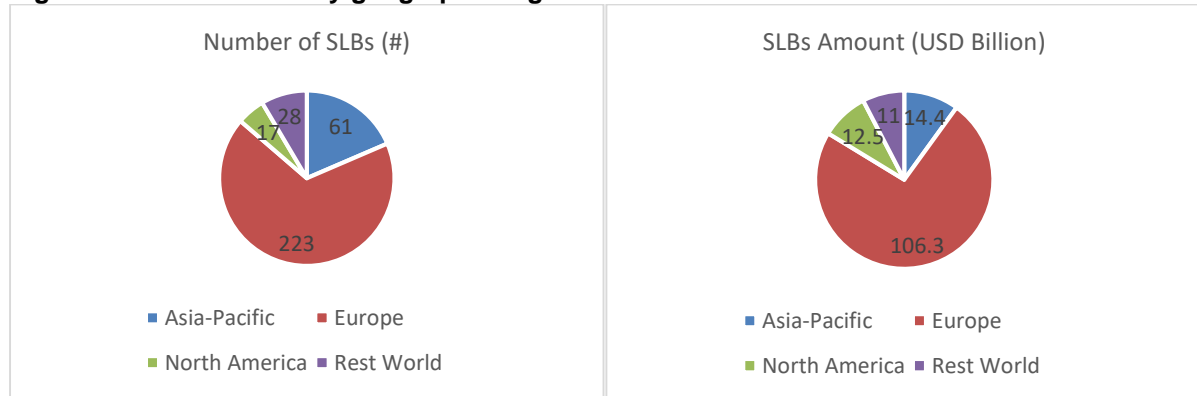 Number of SLBs (#)
28
61
17
223
Asia-Pacific Europe
North America Rest World
SLBs Amount (USD Billion)
11 14.4
12.5
106.3
Asia-Pacific Europe
North America Rest World